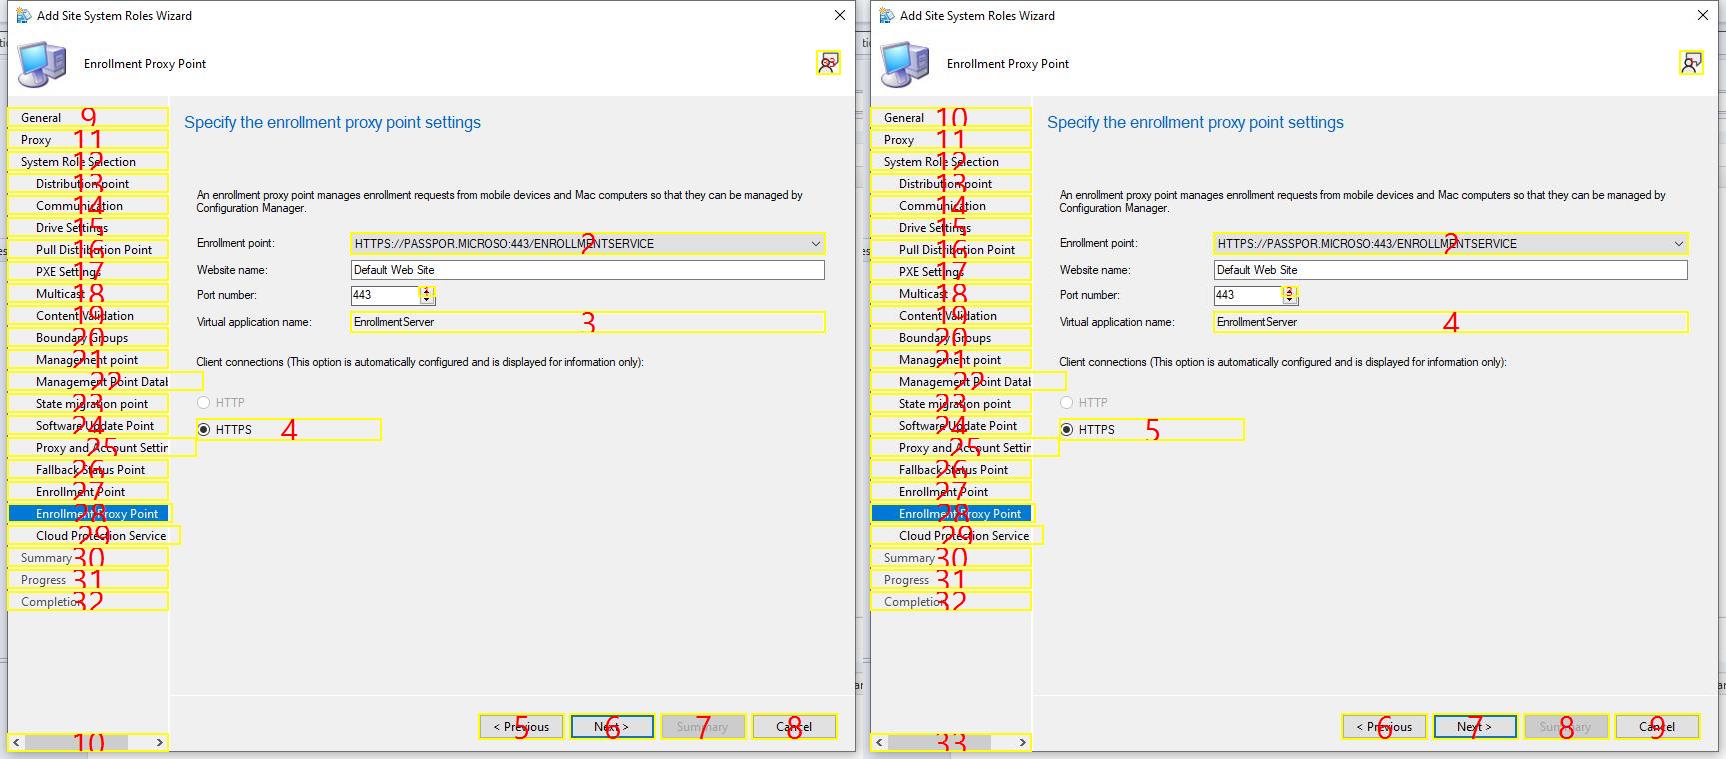 Add Site System Roles Wizard
Enrollment Proxy Point
33
General 9
Proxy 11
System Role Selection 12
Distribution point 13
Communication 14
Drive Settings 15
Pull Distribution Point 16
PXE Settings 17
Multicast 18
Content Validation 19
Boundary Groups 20
Management point 21
Management Point Datab 22
State migration point 23
Software Update Point 24
Proxy and Account Settin 25
Fallback Status Point 26
Enrollment Point 27
Enrollment Proxy Point 28
Cloud Protection Service 29
Summary 30
Progress 31
Completion 32
10
Specify the enrollment proxy point settings
An enrollment proxy point manages enrollment requests from mobile devices and Mac computers so that they can be managed by
Configuration Manager.
Enrollment point: HTTPS://PASSPOR.MICROSO:443/ENROLLMENTSERVICE 2
Website name: Default Web Site
Port number: 443 1
Virtual application name: EnrollmentServer 3
Client connections (This option is automatically configured and is displayed for information only):
HTTP
HTTPS 4
< Previous 5 Next > 6 Summary 7 Cancel 8
Add Site System Roles Wizard
Enrollment Proxy Point
1
General 10
Proxy 11
System Role Selection 12
Distribution point 13
Communication 14
Drive Settings 15
Pull Distribution Point 16
PXE Settings 17
Multicast 18
Content Validation 19
Boundary Groups 20
Management point 21
Management Point Datab 22
State migration point 23
Software Update Point 24
Proxy and Account Settin 25
Fallback Status Point 26
Enrollment Point 27
Enrollment Proxy Point 28
Cloud Protection Service 29
Summary 30
Progress 31
Completion 32
33
Specify the enrollment proxy point settings
An enrollment proxy point manages enrollment requests from mobile devices and Mac computers so that they can be managed by
Configuration Manager.
Enrollment point: HTTPS://PASSPOR.MICROSO:443/ENROLLMENTSERVICE 2
Website name: Default Web Site
Port number: 443 3
Virtual application name: EnrollmentServer 4
Client connections (This option is automatically configured and is displayed for information only):
HTTP
HTTPS 5
< Previous 6 Next > 7 Summary 8 Cancel 9